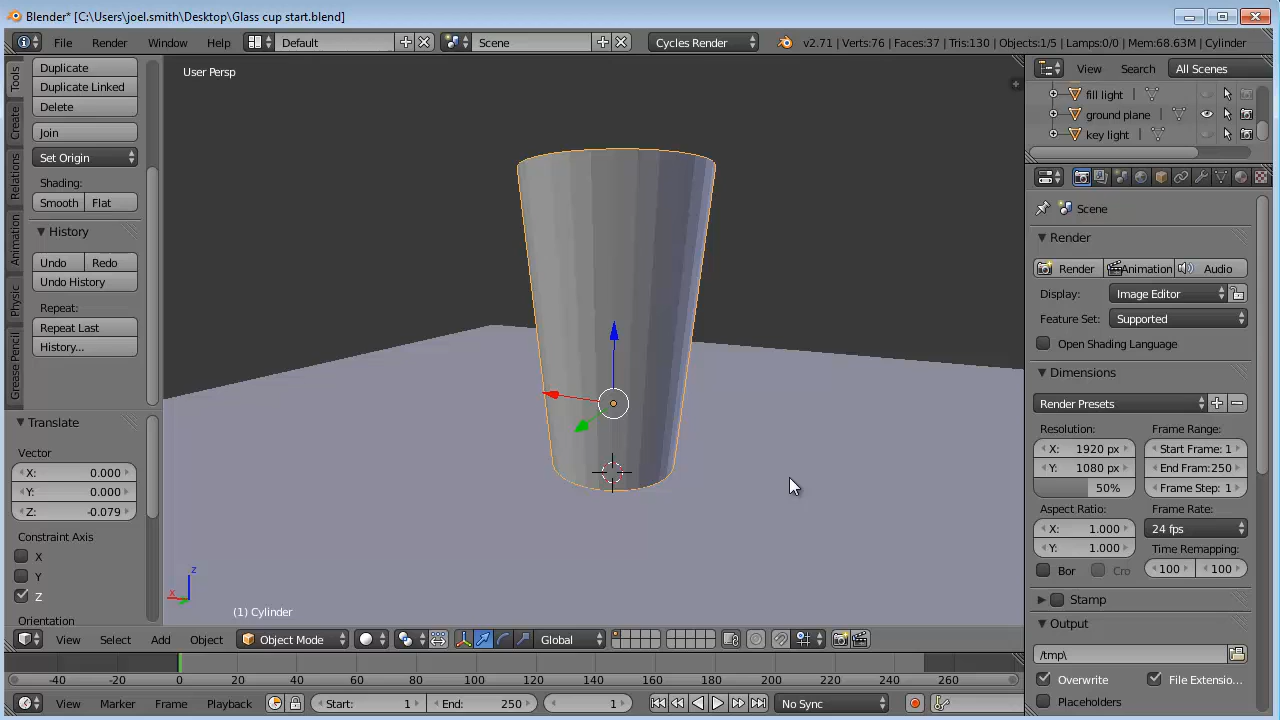 Blender* [C:\Users\joel.smith\Desktop\Glass cup start.blend]
File Render Window Help Default Scene Cycles Render v2.71 | Verts:76 | Faces:37 | Tris:130 | Objects:1/5 | Lamps:0/0 | Mem:68.63M | Cylinder
Tools
Create
Relations
Animation
Physic
Grease Pencil
Duplicate
Duplicate Linked
Delete
Join
Set Origin
Shading:
Smooth Flat
History
Undo Redo
Undo History
Repeat:
Repeat Last
History...
Translate
Vector
X: 0.000
Y: 0.000
Z: -0.079
Constraint Axis
X
Y
Z
Orientation
User Persp
z
x
(1) Cylinder
View Select Add Object Object Mode Global
View Search All Scenes
fill light
grond plane
key light
Scene
Render
Render Animation Audio
Display: Image Editor
Feature Set: Supported
Open Shading Language
Dimensions
Render Presets
Resolution: Frame Range:
X: 1920 px Start Frame: 1
Y: 1080 px End Fram:250
50% Frame Step: 1
Aspect Ratio: Frame Rate:
X: 1.000 24 fps
Y: 1.000 Time Remapping:
Bor Cro 100 100
Stamp
Output
/tmp\
Overwrite File Extensio...
Placeholders
-40 -20 0 20 40 60 80 100 120 140 160 180 200 220 240 260
View Marker Frame Playback Start: 1 End: 250 1 No Sync